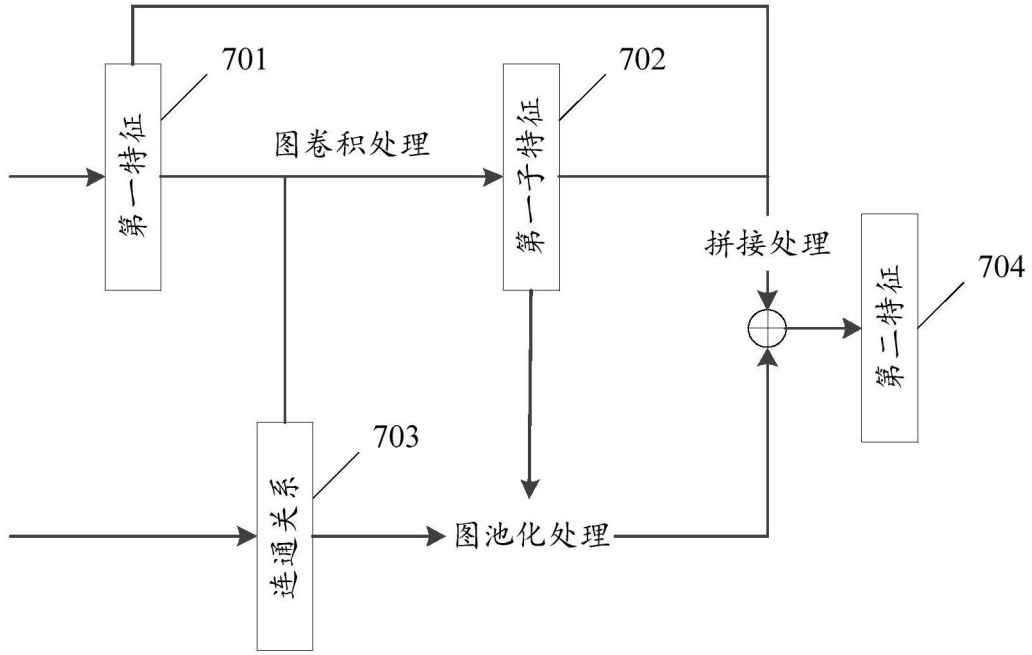 701
第一特征
图卷积处理
702
第一子特征
拼接处理
704
第二特征
703
连通关系
图池化处理